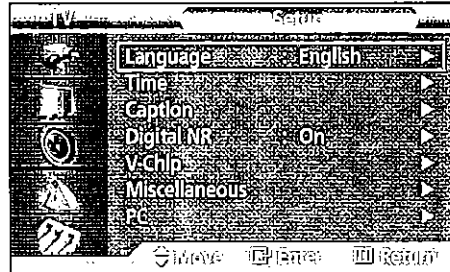 TV Setup
Language : English
Time
Caption
Digital NR : On
V-Chip
Miscellaneous
PC
Move Enter Return